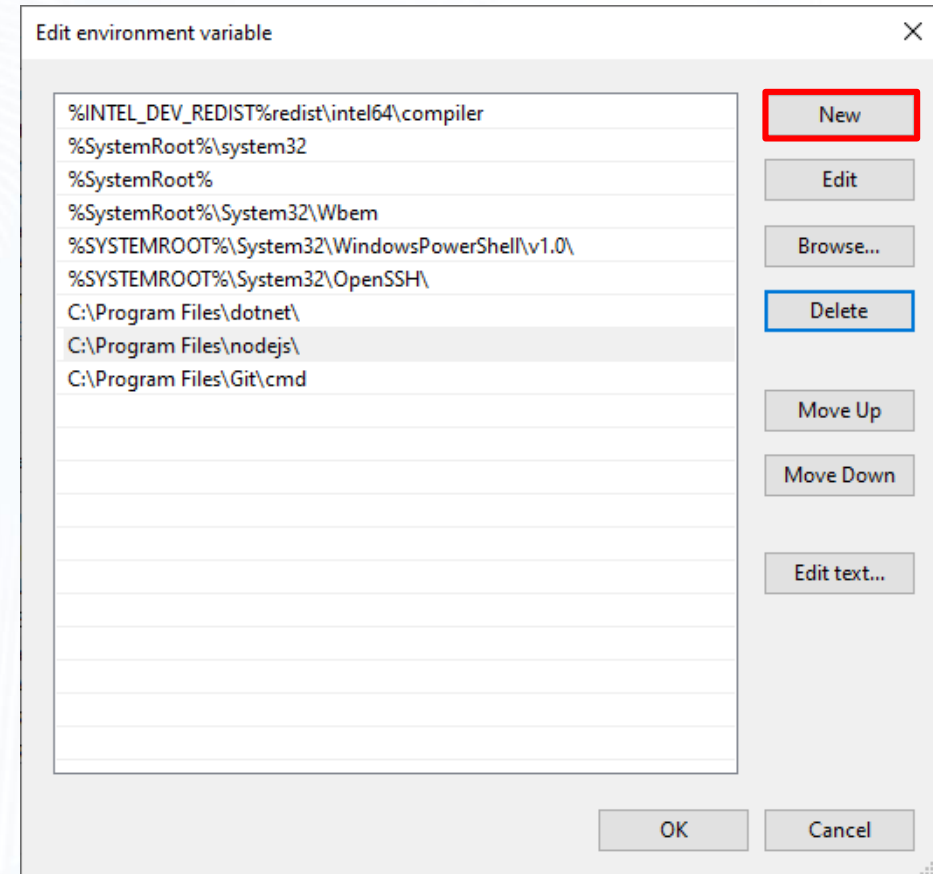 Edit environment variable
%INTEL_DEV_REDIST%redist\intel64\compiler
%SystemRoot%\system32
%SystemRoot%
%SystemRoot%\System32\Wbem
%SYSTEMROOT%\System32\WindowsPowerShell\v1.0\
%SYSTEMROOT%\System32\OpenSSH\
C:\Program Files\dotnet\
C:\Program Files\nodejs\
C:\Program Files\Git\cmd
New
Edit
Browse...
Delete
Move Up
Move Down
Edit text...
OK
Cancel